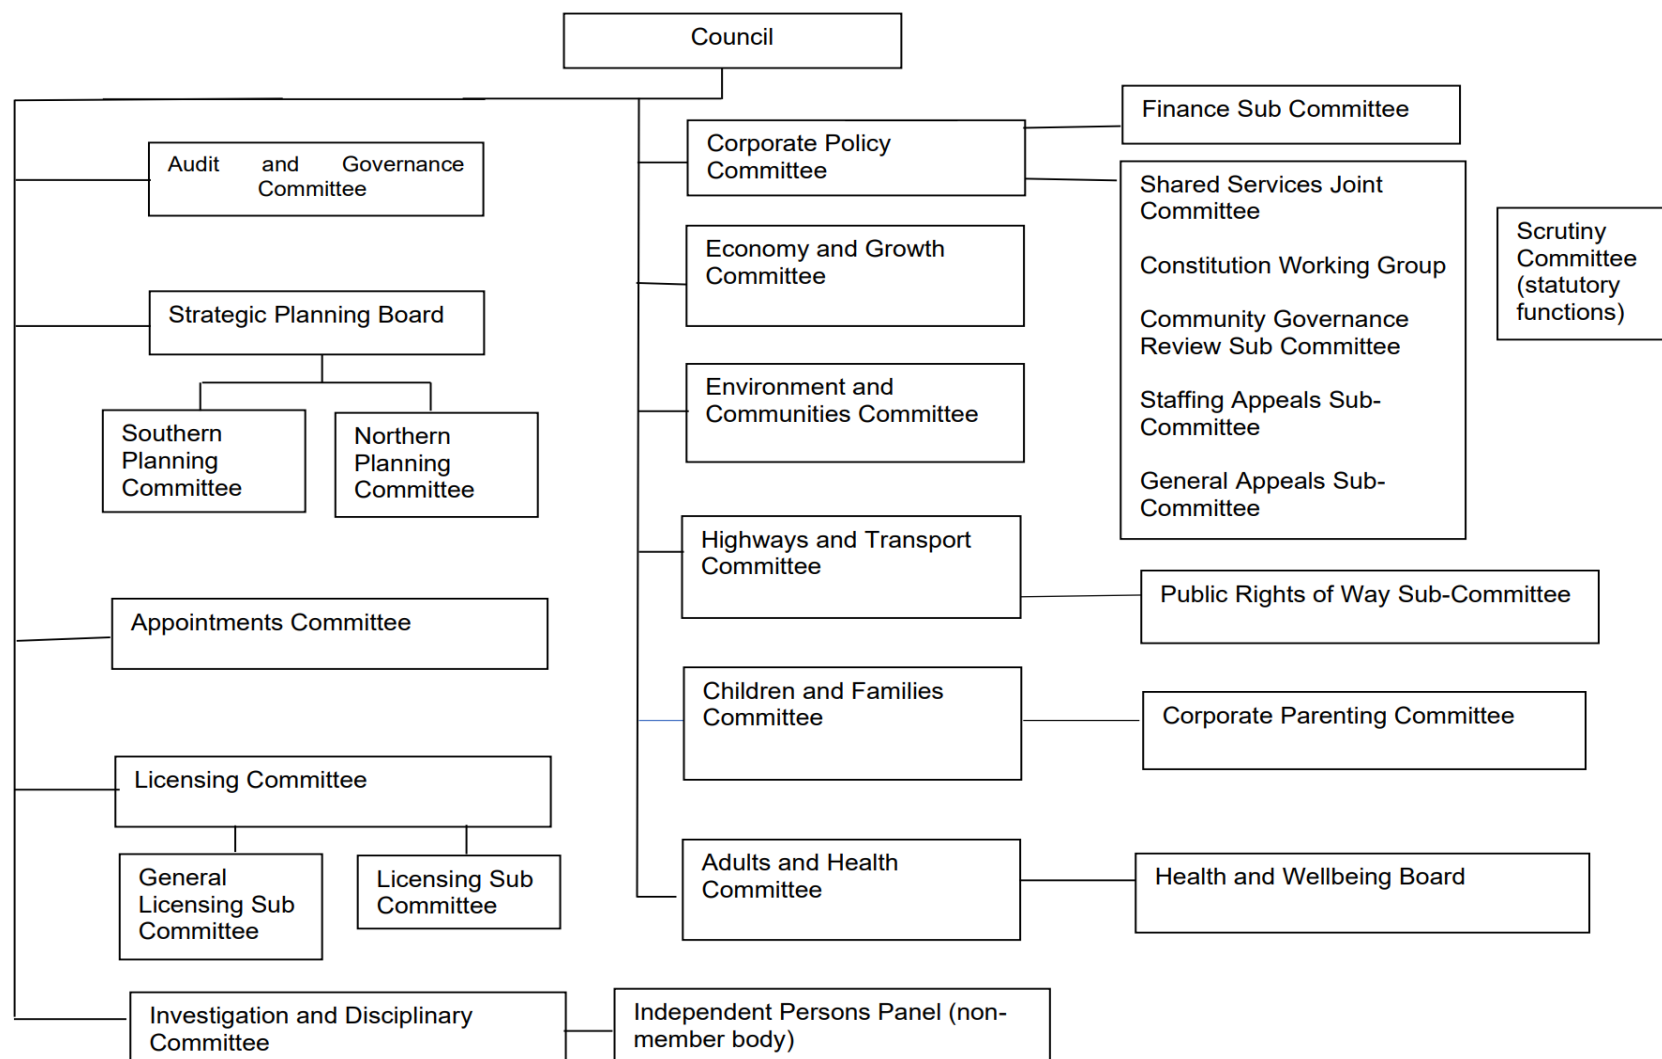 Council
Audit and Governance
Committee
Strategic Planning Board
Southern
Planning
Committee
Northern
Planning
Committee
Appointments Committee
Licensing Committee
General
Licensing Sub
Committee
Licensing Sub
Committee
Investigation and Disciplinary
Committee
Independent Persons Panel (non-
member body)
Corporate Policy
Committee
Finance Sub Committee
Shared Services Joint
Committee
Constitution Working Group
Community Governance
Review Sub Committee
Staffing Appeals Sub-
Committee
General Appeals Sub-
Committee
Scrutiny
Committee
(statutory
functions)
Economy and Growth
Committee
Environment and
Communities Committee
Highways and Transport
Committee
Public Rights of Way Sub-Committee
Children and Families
Committee
Corporate Parenting Committee
Adults and Health
Committee
Health and Wellbeing Board